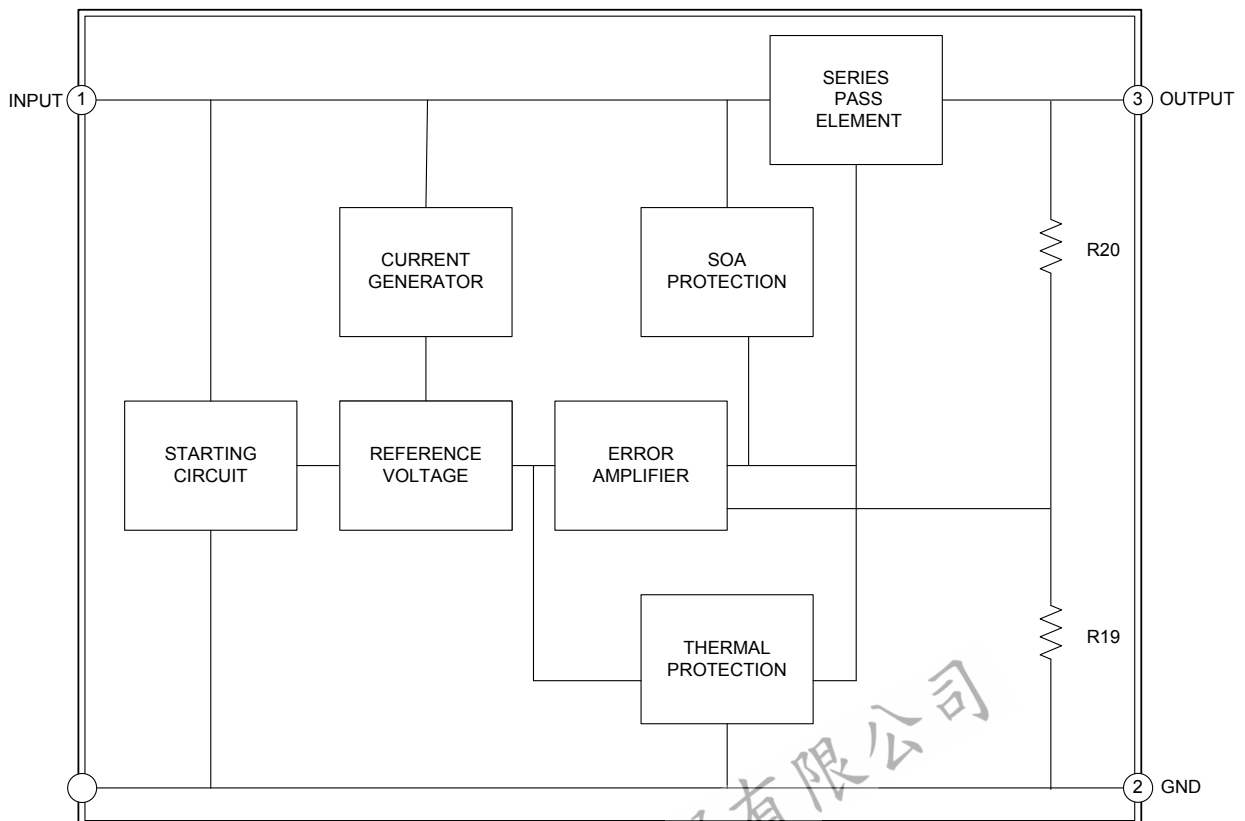 SERIES
PASS
ELEMENT
INPUT 1
3 OUTPUT
CURRENT
GENERATOR
SOA
PROTECTION
R20
STARTING
CIRCUIT
REFERENCE
VOLTAGE
ERROR
AMPLIFIER
THERMAL
PROTECTION
R19
有限公司
2 GND